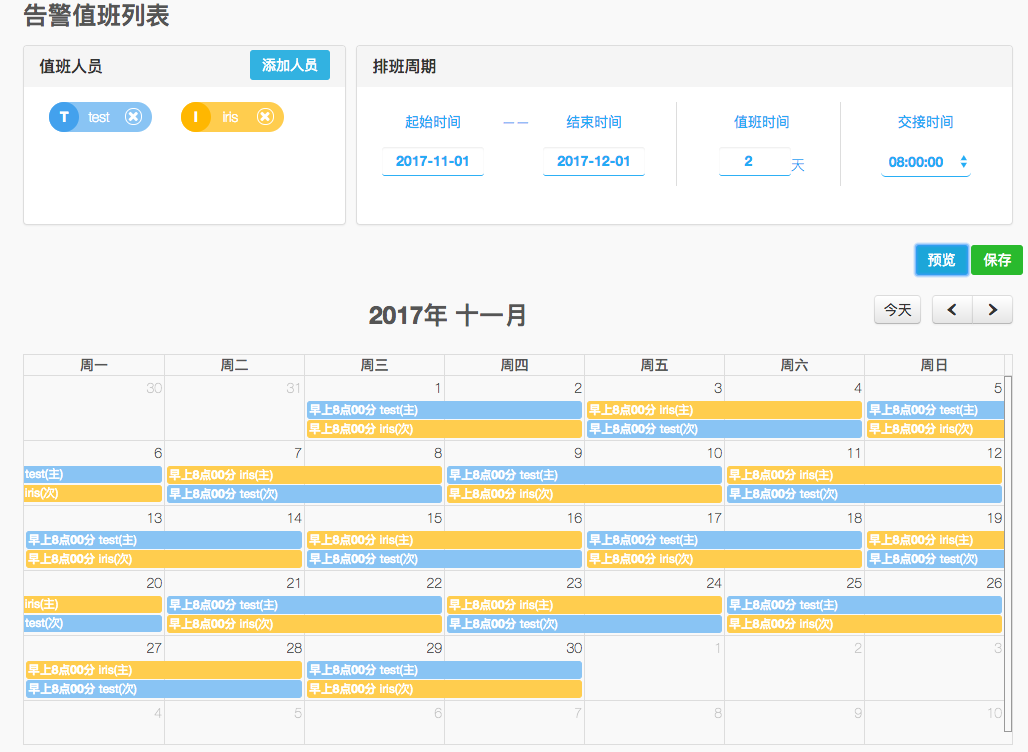 告警值班列表
值班人员 添加人员
T test I iris
排班周期
起始时间 —— 结束时间 值班时间 交接时间
2017-11-01 2017-12-01 2 天 08:00:00
预览 保存
2017年 十一月
今天
周一 周二 周三 周四 周五 周六 周日
30 31 1 2 3 4 5
早上8点00分 test(主) 早上8点00分 iris(主) 早上8点00分 test(主)
早上8点00分 iris(次) 早上8点00分 test(次) 早上8点00分 iris(次)
6 7 8 9 10 11 12
test(主) 早上8点00分 iris(主) 早上8点00分 test(主) 早上8点00分 iris(主)
iris(次) 早上8点00分 test(次) 早上8点00分 iris(次) 早上8点00分 test(次)
13 14 15 16 17 18 19
早上8点00分 test(主) 早上8点00分 iris(主) 早上8点00分 test(主) 早上8点00分 iris(主)
早上8点00分 iris(次) 早上8点00分 test(次) 早上8点00分 iris(次) 早上8点00分 test(次)
20 21 22 23 24 25 26
iris(主) 早上8点00分 test(主) 早上8点00分 iris(主) 早上8点00分 test(主)
test(次) 早上8点00分 iris(次) 早上8点00分 test(次) 早上8点00分 iris(次)
27 28 29 30 1 2 3
早上8点00分 iris(主) 早上8点00分 test(主)
早上8点00分 test(次) 早上8点00分 iris(次)
4 5 6 7 8 9 10